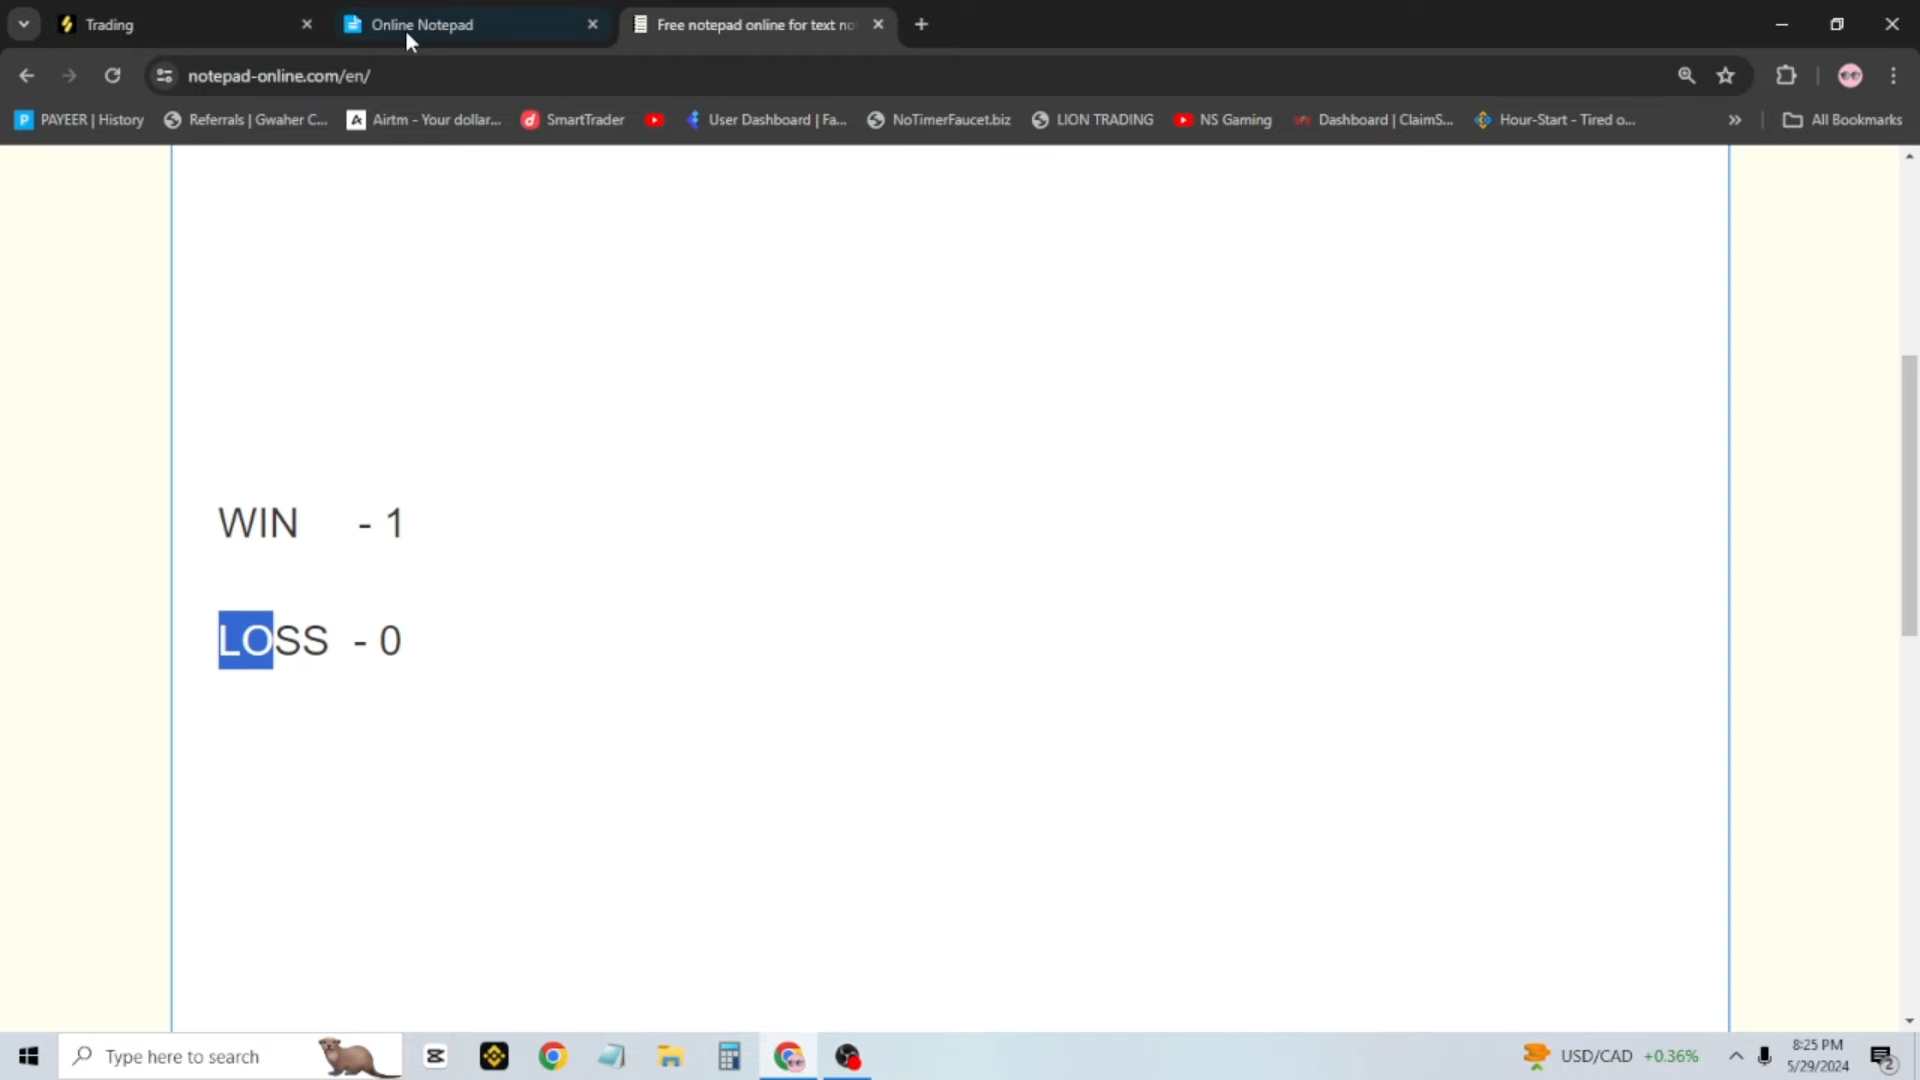 Trading
Online Notepad
Free notepad online for text no
notepad-online.com/en/
PAYEER | History
Referrals | Gwaher C...
Airtm - Your dollar...
SmartTrader
User Dashboard | Fa...
NoTimerFaucet.biz
LION TRADING
NS Gaming
Dashboard | ClaimS...
Hour-Start - Tired o...
All Bookmarks
WIN - 1
LOSS - 0
Type here to search
USD/CAD +0.36%
8:25 PM
5/29/2024
2